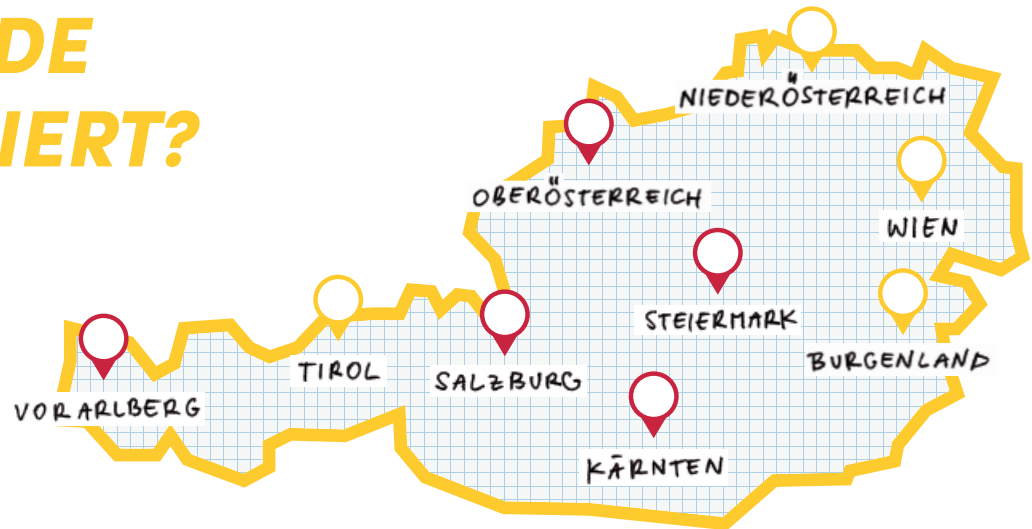 DE
IERT?
NIEDERÖSTERREICH
OBERÖSTERREICH
WIEN
STEIERMARK
BURGENLAND
TIROL
SALZBURG
VORARLBERG
KÄRNTEN